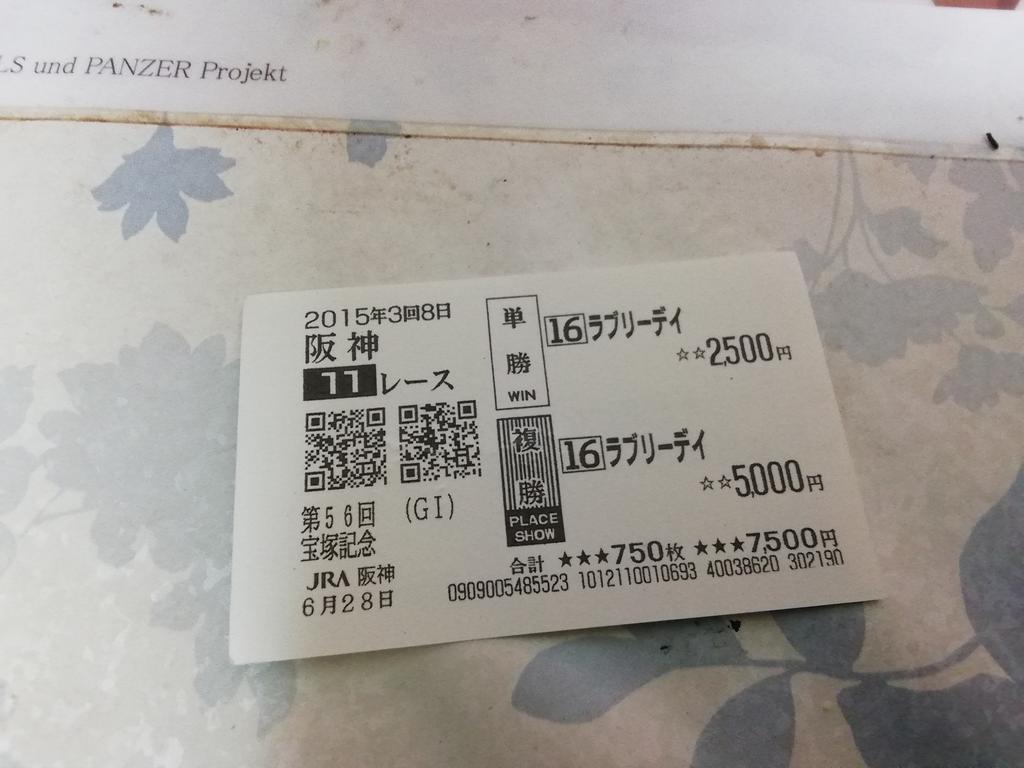 LS und PANZER Projekt
2015年3回8日
阪神
11レース
第56回
(GI)
宝塚記念
JRA 阪神
6月28日
単勝
WIN
16ラブリーデイ
☆☆2,500円
複勝
PLACE
SHOW
16ラブリーデイ
☆☆5,000円
合計 ★★★750枚 ★★★7,500円
0909005485523 1012110010693 40038620 302190